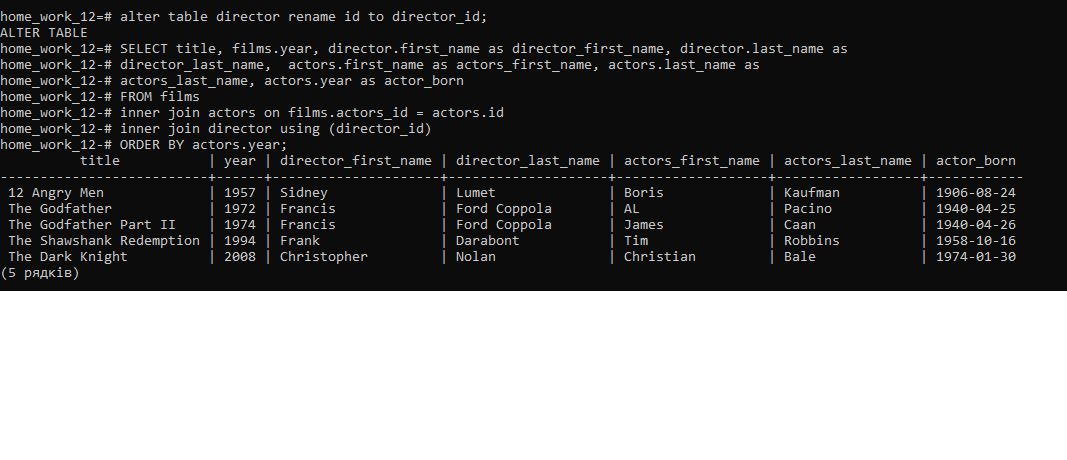 home_work_12=# alter table director rename id to director_id;
ALTER TABLE
home_work_12=# SELECT title, films.year, director.first_name as director_first_name, director.last_name as
home_work_12-# director_last_name,  actors.first_name as actors_first_name, actors.last_name as
home_work_12-# actors_last_name, actors.year as actor_born
home_work_12-# FROM films
home_work_12-# inner join actors on films.actors_id = actors.id
home_work_12-# inner join director using (director_id)
home_work_12-# ORDER BY actors.year;
          title           | year | director_first_name | director_last_name | actors_first_name | actors_last_name | actor_born
--------------------------+------+---------------------+--------------------+-------------------+------------------+------------
 12 Angry Men             | 1957 | Sidney              | Lumet              | Boris             | Kaufman          | 1906-08-24
 The Godfather            | 1972 | Francis             | Ford Coppola       | AL                | Pacino           | 1940-04-25
 The Godfather Part II    | 1974 | Francis             | Ford Coppola       | James             | Caan             | 1940-04-26
 The Shawshank Redemption | 1994 | Frank               | Darabont           | Tim               | Robbins          | 1958-10-16
 The Dark Knight          | 2008 | Christopher         | Nolan              | Christian         | Bale             | 1974-01-30
(5 рядків)